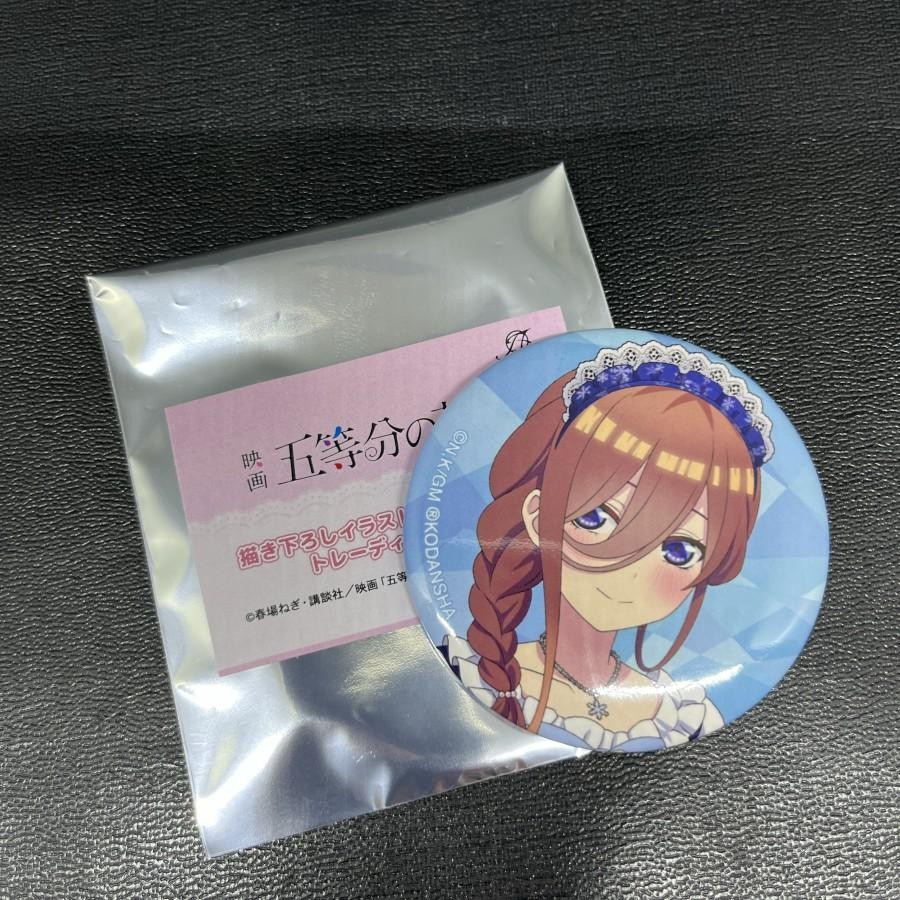 映画
五等分の
描き下ろしイラスト
トレーディ
©春場ねぎ・講談社／映画「五等
©N.K/GM ®KODANSHA